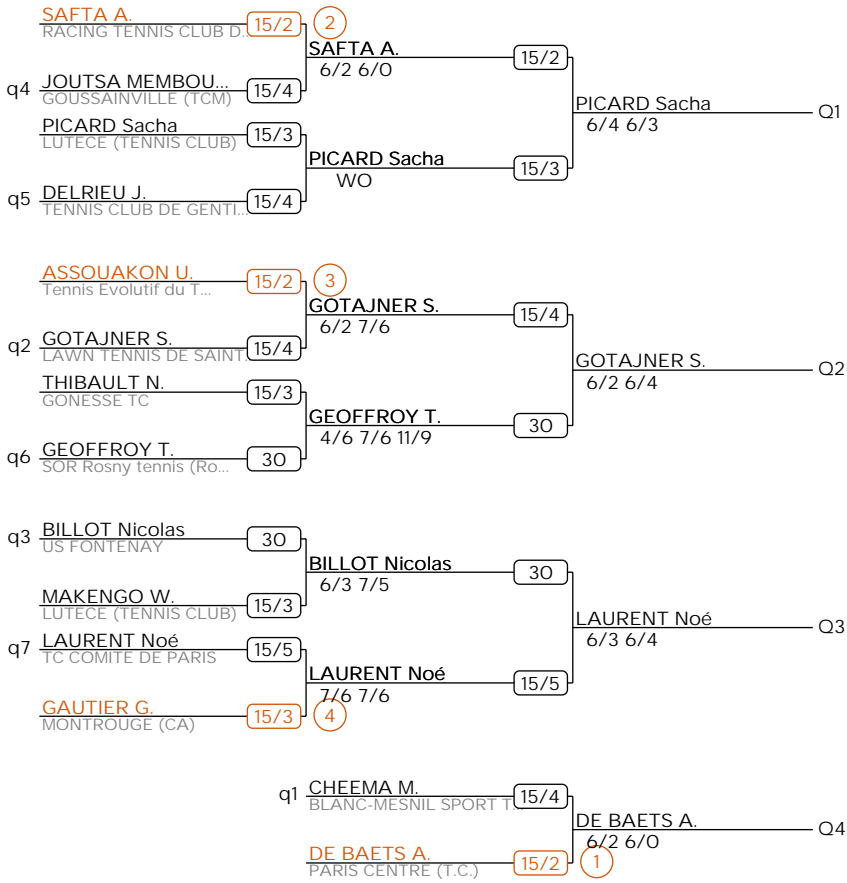 SAFTA A. 15/2 2
RACING TENNIS CLUB D...
SAFTA A. 15/2
6/2 6/0
q4 JOUTSA MEMBOU... 15/4
GOUSSAINVILLE (TCM)
PICARD Sacha Q1
6/4 6/3
PICARD Sacha 15/3
LUTECE (TENNIS CLUB)
PICARD Sacha 15/3
WO
q5 DELRIEU J. 15/4
TENNIS CLUB DE GENTI...
ASSOUAKON U. 15/2 3
Tennis Evolutif du T...
GOTAJNER S. 15/4
6/2 7/6
q2 GOTAJNER S. 15/4
LAWN TENNIS DE SAINT
GOTAJNER S. Q2
6/2 6/4
THIBAULT N. 15/3
GONESSE TC
GEOFFROY T. 30
4/6 7/6 11/9
q6 GEOFFROY T. 30
SOR Rosny tennis (Ro...
q3 BILLOT Nicolas 30
US FONTENAY
BILLOT Nicolas 30
6/3 7/5
MAKENGO W. 15/3
LUTECE (TENNIS CLUB)
LAURENT Noé Q3
6/3 6/4
q7 LAURENT Noé 15/5
TC COMITE DE PARIS
LAURENT Noé 15/5
7/6 7/6
GAUTIER G. 15/3 4
MONTROUGE (CA)
q1 CHEEMA M. 15/4
BLANC-MESNIL SPORT T...
DE BAETS A. Q4
6/2 6/0
DE BAETS A. 15/2 1
PARIS CENTRE (T.C.)